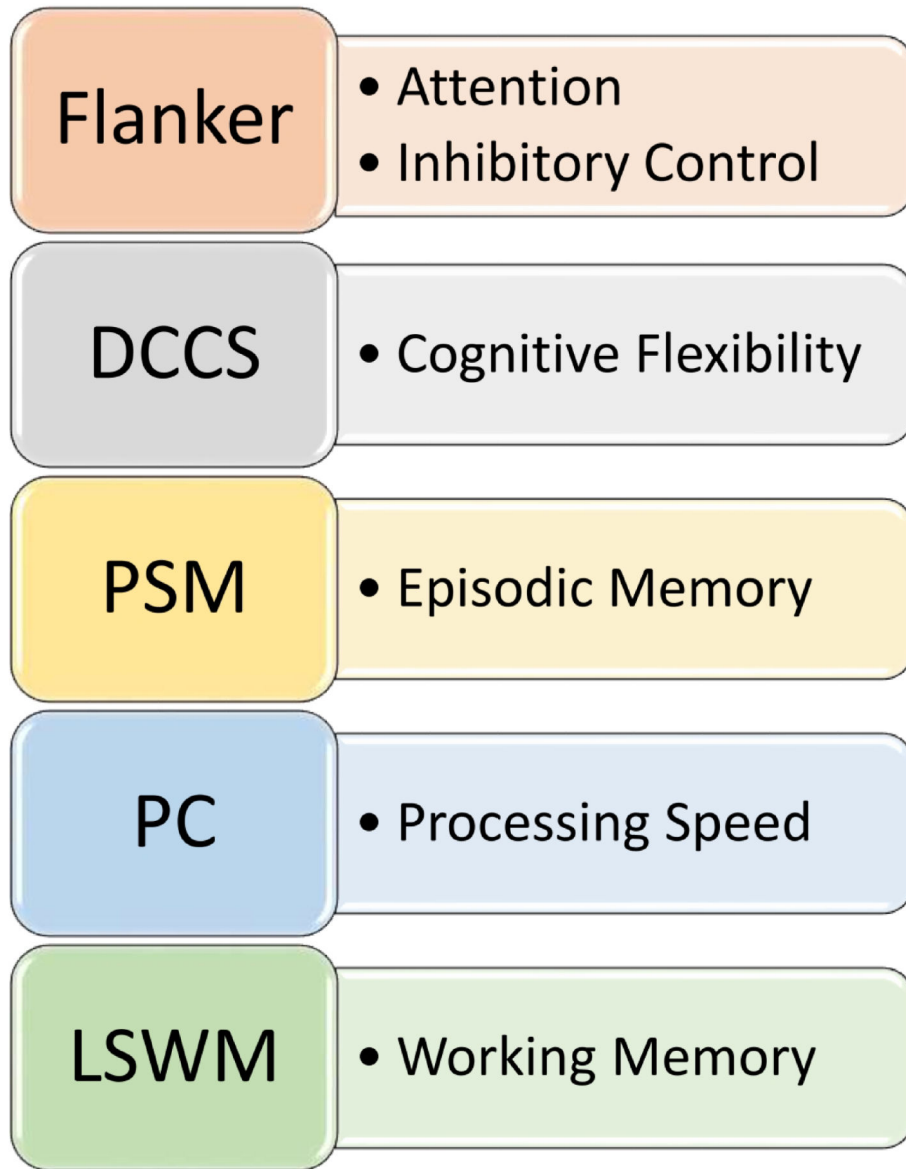 Flanker
• Attention
• Inhibitory Control
DCCS
• Cognitive Flexibility
PSM
• Episodic Memory
PC
• Processing Speed
LSWM
• Working Memory